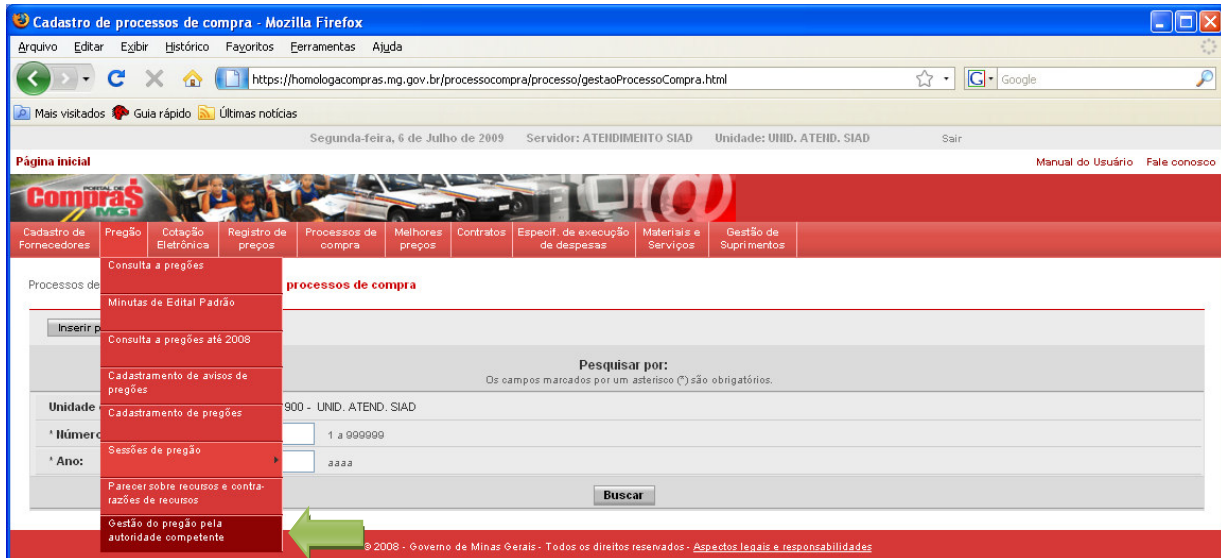 Cadastro de processos de compra - Mozilla Firefox
Arquivo Editar Exibir Histórico Favoritos Ferramentas Ajuda
https://homologacompras.mg.gov.br/processocompra/processo/gestaoProcessoCompra.html
G Google
Mais visitados Guia rápido Últimas notícias
Segunda-feira, 6 de Julho de 2009 Servidor: ATENDIMENTO SIAD Unidade: UNID. ATEND. SIAD Sair
Página inicial Manual do Usuário Fale conosco
PORTAL DE
Compras
MG
@
Cadastro de Fornecedores Pregão Cotação Eletrônica Registro de preços Processos de compra Melhores preços Contratos Especif. de execução de despesas Materiais e Serviços Gestão de Suprimentos
Consulta a pregões
Processos de processos de compra
Minutas de Edital Padrão
Inserir p
Consulta a pregões até 2008
Pesquisar por:
Os campos marcados por um asterisco (*) são obrigatórios.
Cadastramento de avisos de
pregões
Unidade 900 - UNID. ATEND. SIAD
Cadastramento de pregões
* Número 1 a 999999
Sessões de pregão
* Ano: aaaa
Parecer sobre recursos e contra-
razões de recursos
Buscar
Gestão do pregão pela
autoridade competente
© 2008 - Governo de Minas Gerais - Todos os direitos reservados - Aspectos legais e responsabilidades